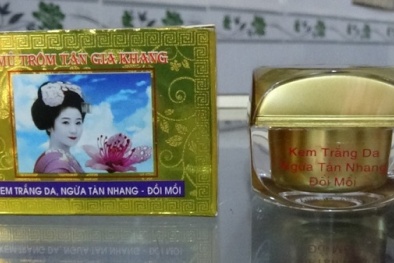 MỦ TRÔM TÂN GIA KHANG
KEM TRẮNG DA, NGỪA TÀN NHANG - ĐỒI MỒI
Kem Trắng Da
Ngừa Tàn Nhang
Đồi Mồi